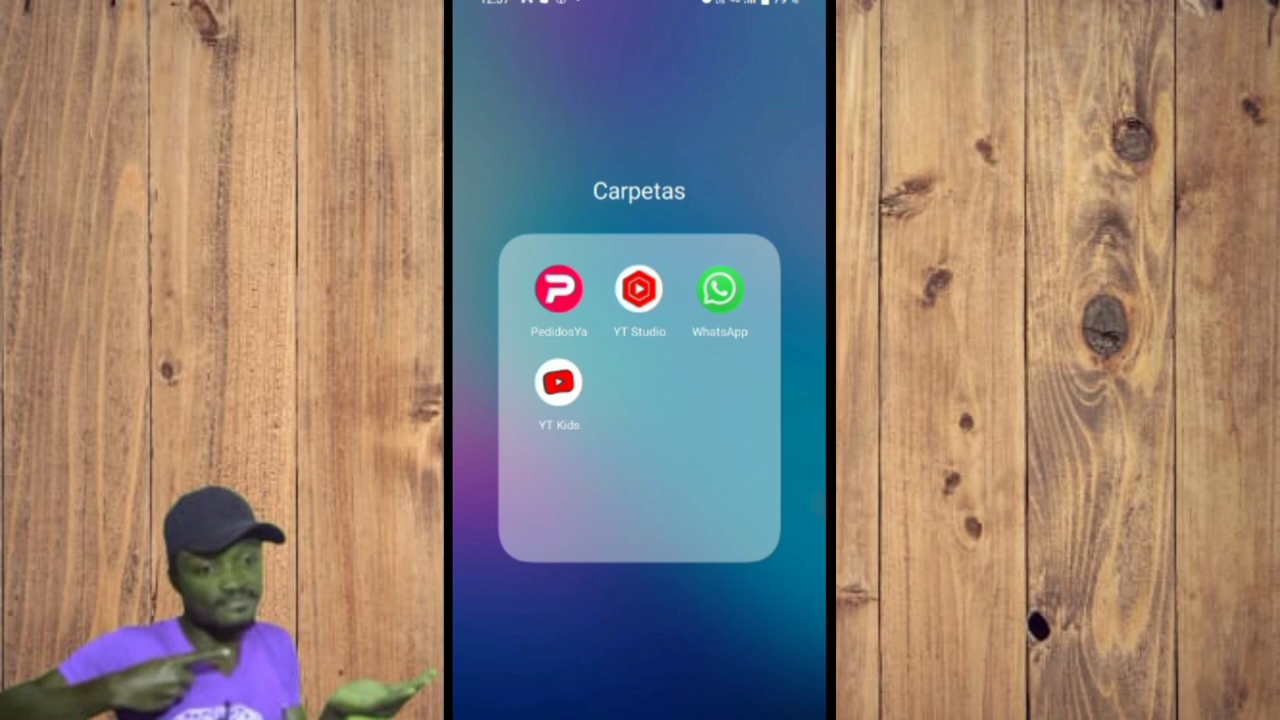 Carpetas
PedidosYa
YT Studio
WhatsApp
YT Kids